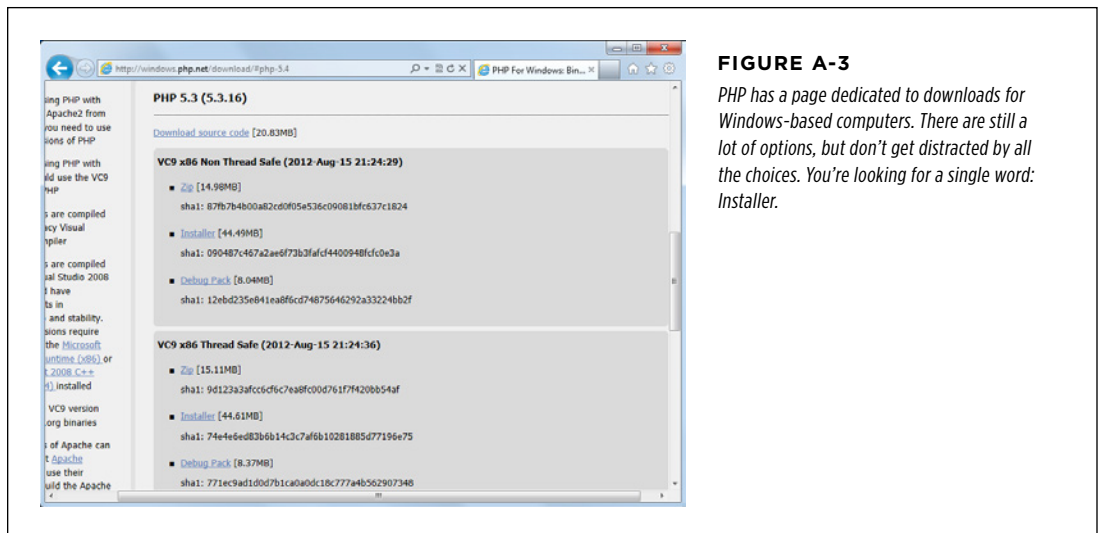 http://windows.php.net/download/#php-5.4
PHP For Windows: Bin...
sing PHP with
Apache2 from
you need to use
sions of PHP
ing PHP with
ld use the VC9
PHP
s are compiled
acy Visual
mpiler
s are compiled
ual Studio 2008
d have
ts in
and stability.
sions require
the Microsoft
untime (x86) or
t 2008 C++
4) installed
VC9 version
.org binaries
s of Apache can
t Apache
use their
uild the Apache
PHP 5.3 (5.3.16)
Download source code [20.83MB]
VC9 x86 Non Thread Safe (2012-Aug-15 21:24:29)
Zip [14.98MB]
sha1: 87fb7b4b00a82cd0f05e536c09081bfc637c1824
Installer [44.49MB]
sha1: 090487c467a2ae6f73b3fafcf4400948fcfc0e3a
Debug Pack [8.04MB]
sha1: 12ebd235e841ea8f6cd74875646292a33224bb2f
VC9 x86 Thread Safe (2012-Aug-15 21:24:36)
Zip [15.11MB]
sha1: 9d123a3afcc6cf6c7ea8fc00d761f7f420bb54af
Installer [44.61MB]
sha1: 74e4e6ed83b6b14c3c7af6b10281885d77196e75
Debug Pack [8.37MB]
sha1: 771ec9ad1d0d7b1ca0a0dc18c777a4b562907348
FIGURE A-3
PHP has a page dedicated to downloads for
Windows-based computers. There are still a
lot of options, but don't get distracted by all
the choices. You're looking for a single word:
Installer.